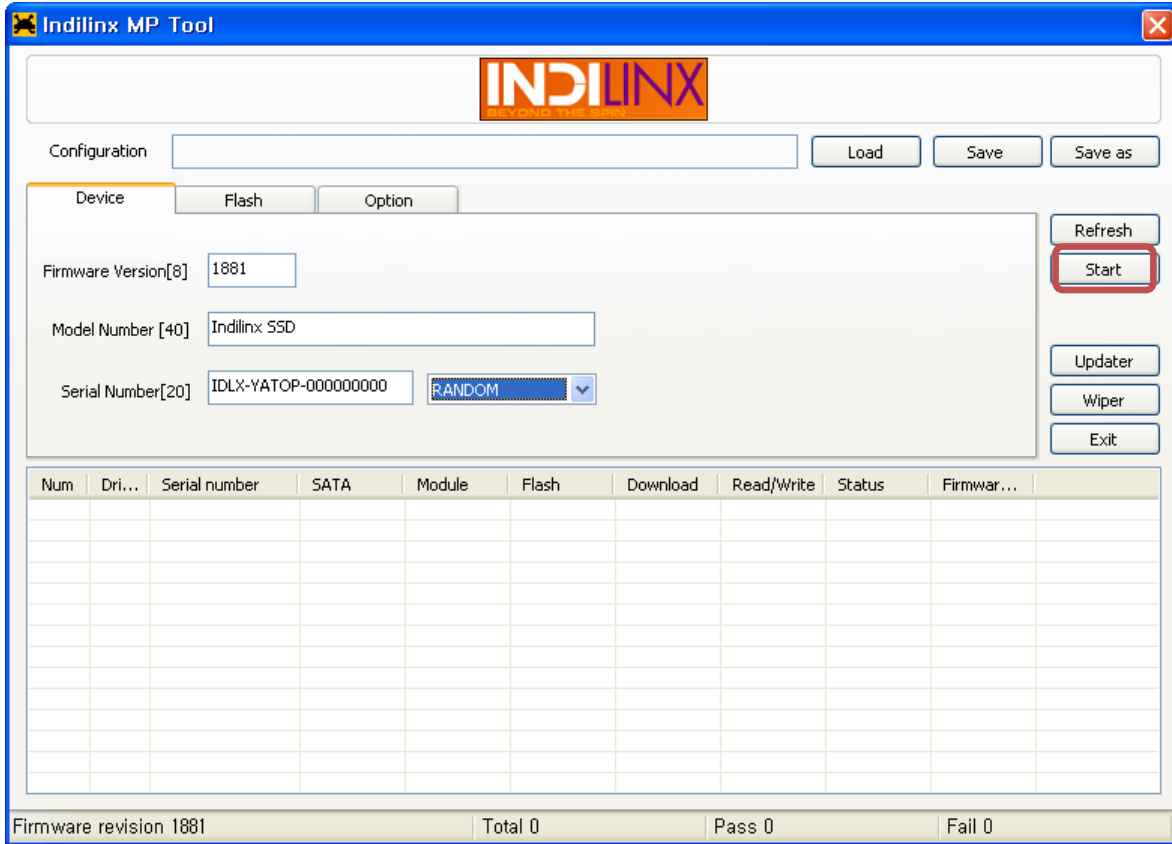 Indilinx MP Tool
INDILINX
BEYOND THE SPIN
Configuration Load Save Save as
Device Flash Option
Refresh
Firmware Version[8] 1881 Start
Model Number [40] Indilinx SSD
Updater
Serial Number[20] IDLX-YATOP-000000000 RANDOM
Wiper
Exit
Num Dri... Serial number SATA Module Flash Download Read/Write Status Firmwar...
Firmware revision 1881 Total 0 Pass 0 Fail 0